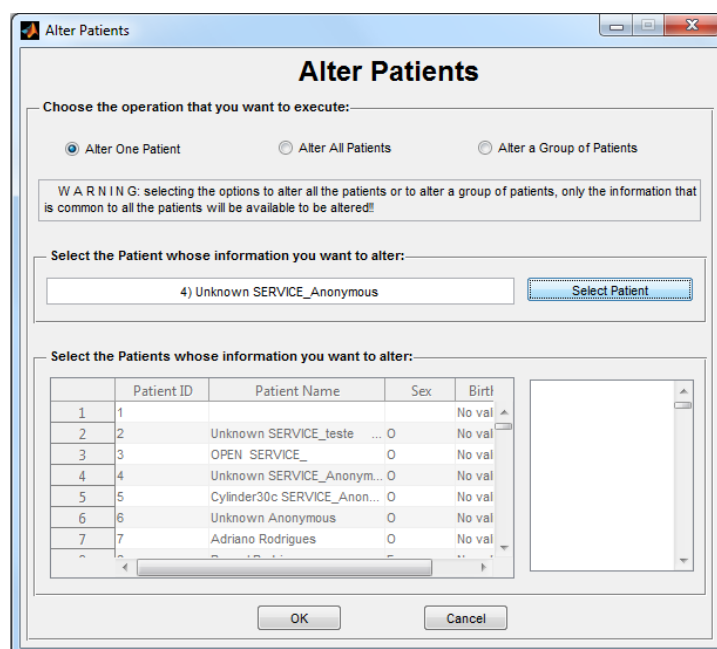 Alter Patients
Alter Patients
Choose the operation that you want to execute:
Alter One Patient Alter All Patients Alter a Group of Patients
W A R N I N G: selecting the options to alter all the patients or to alter a group of patients, only the information that
is common to all the patients will be available to be altered!!
Select the Patient whose information you want to alter:
4) Unknown SERVICE_Anonymous Select Patient
Select the Patients whose information you want to alter:
Patient ID Patient Name Sex Birth
1 1 No val
2 2 Unknown SERVICE_teste ... O No val
3 3 OPEN SERVICE_ O No val
4 4 Unknown SERVICE_Anonym... O No val
5 5 Cylinder30c SERVICE_Anon... O No val
6 6 Unknown Anonymous O No val
7 7 Adriano Rodrigues O No val
OK Cancel